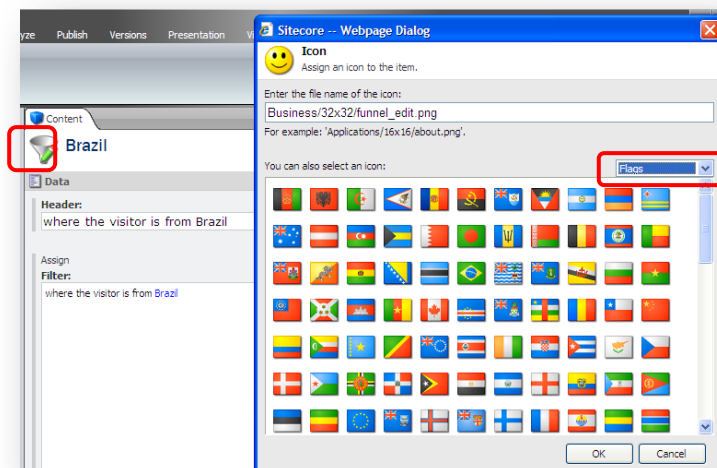 yze Publish Versions Presentation Vi
Content
Brazil
Data
Header:
where the visitor is from Brazil
Assign
Filter:
where the visitor is from Brazil
Sitecore -- Webpage Dialog
Icon
Assign an icon to the item.
Enter the file name of the icon:
Business/32x32/funnel_edit.png
For example: 'Applications/16x16/about.png'.
You can also select an icon:
Flags
OK Cancel